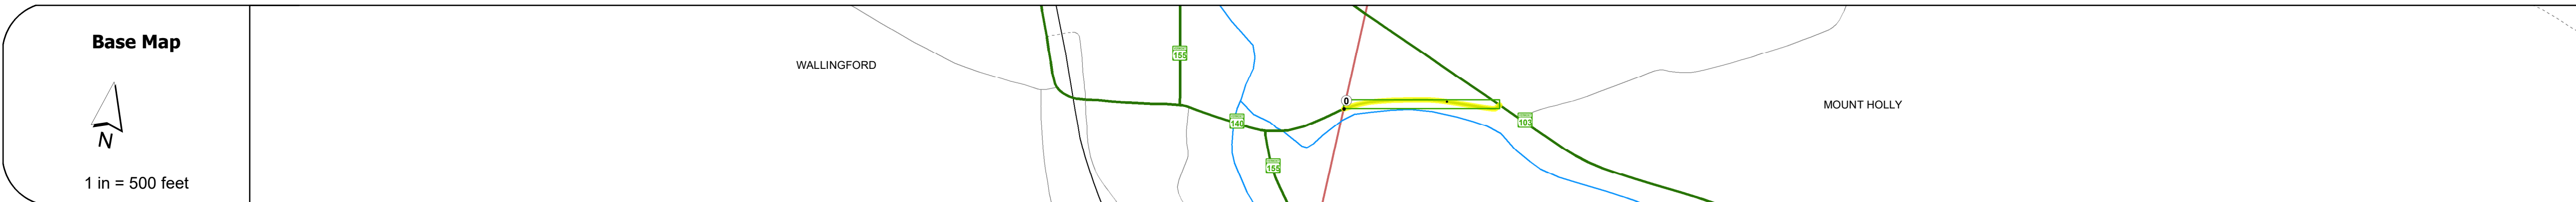 Base Map
N
1 in = 500 feet
WALLINGFORD
155
140
155
0
103
MOUNT HOLLY